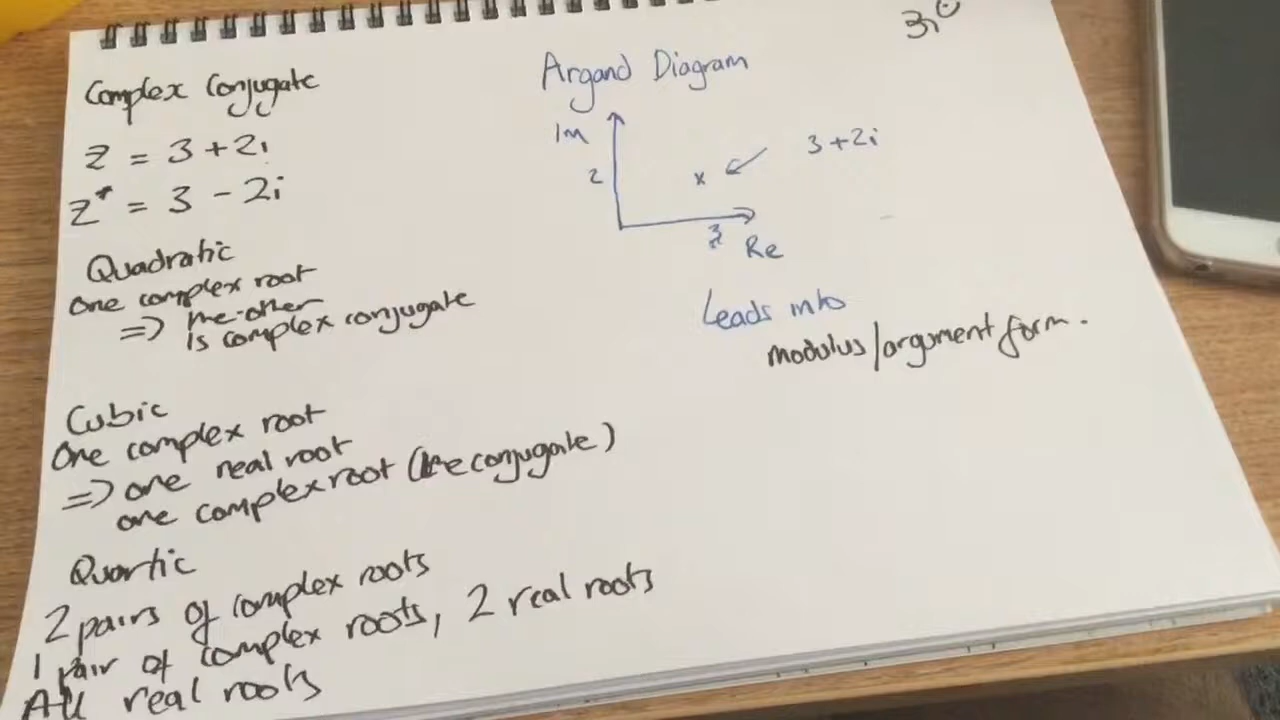 Complex Conjugate
z = 3 + 2i
z* = 3 - 2i
Quadratic
One complex root
=> the other
is complex conjugate
Cubic
One complex root
=> one real root
one complex root (the conjugate)
Quartic
2 pairs of complex roots
1 pair of complex roots, 2 real roots
All real roots
Argand Diagram
Im
2
x
3+2i
3
Re
Leads into
modulus/argument form.